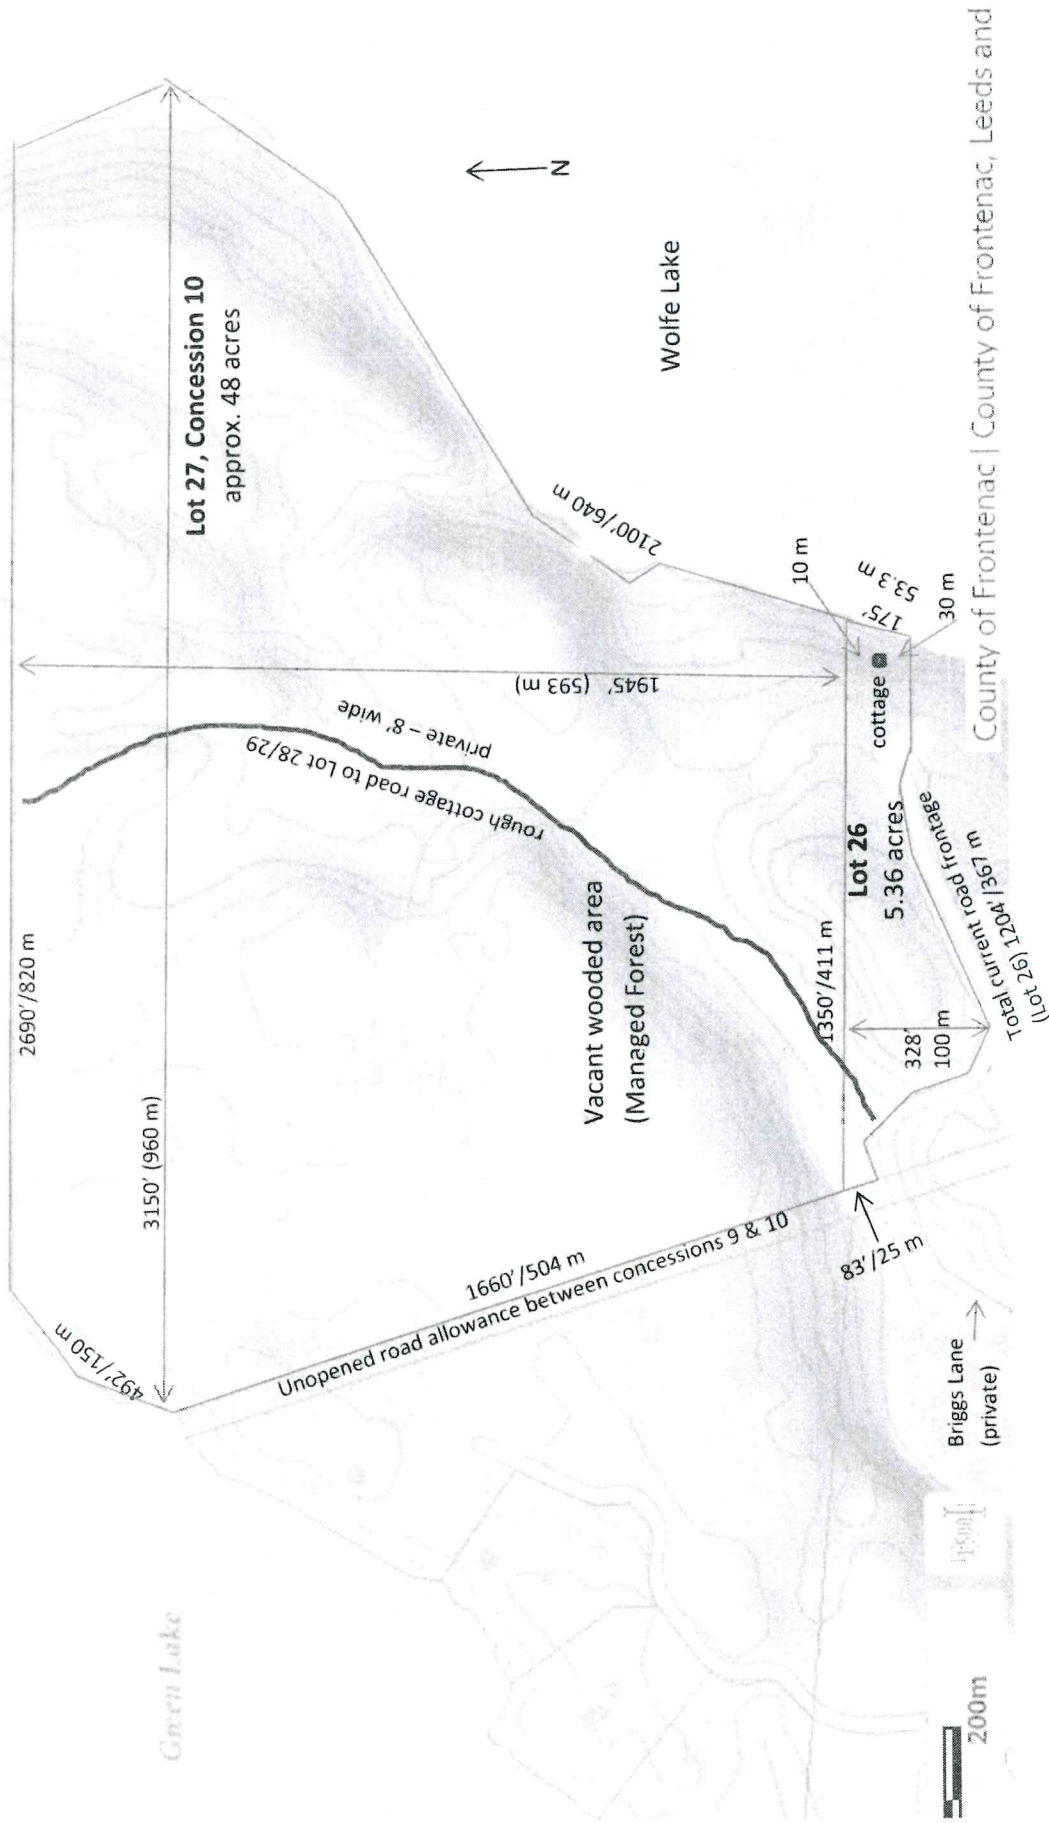 2690'/820 m
492'/150 m
3150' (960 m)
Lot 27, Concession 10
approx. 48 acres
Green Lake
N
Wolfe Lake
1660'/504 m
Unopened road allowance between concessions 9 & 10
Vacant wooded area
(Managed Forest)
rough cottage road to Lot 28/29
private – 8' wide
1945' (593 m)
2100'/640 m
10 m
175'
53.3 m
30 m
cottage
1350'/411 m
Lot 26
5.36 acres
328'
100 m
Total current road frontage
(Lot 26) 1204'/367 m
83'/25 m
Briggs Lane
(private)
200m
County of Frontenac | County of Frontenac, Leeds and